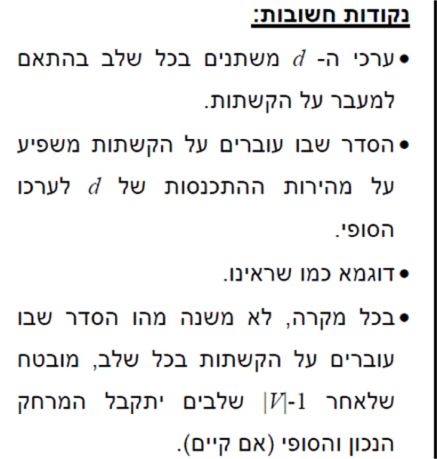 נקודות חשובות:
• ערכי ה- d משתנים בכל שלב בהתאם
למעבר על הקשתות.
• הסדר שבו עוברים על הקשתות משפיע
על מהירות ההתכנסות של d לערכו
הסופי.
• דוגמא כמו שראינו.
• בכל מקרה, לא משנה מהו הסדר שבו
עוברים על הקשתות בכל שלב, מובטח
שלאחר |V|-1 שלבים יתקבל המרחק
הנכון והסופי (אם קיים).